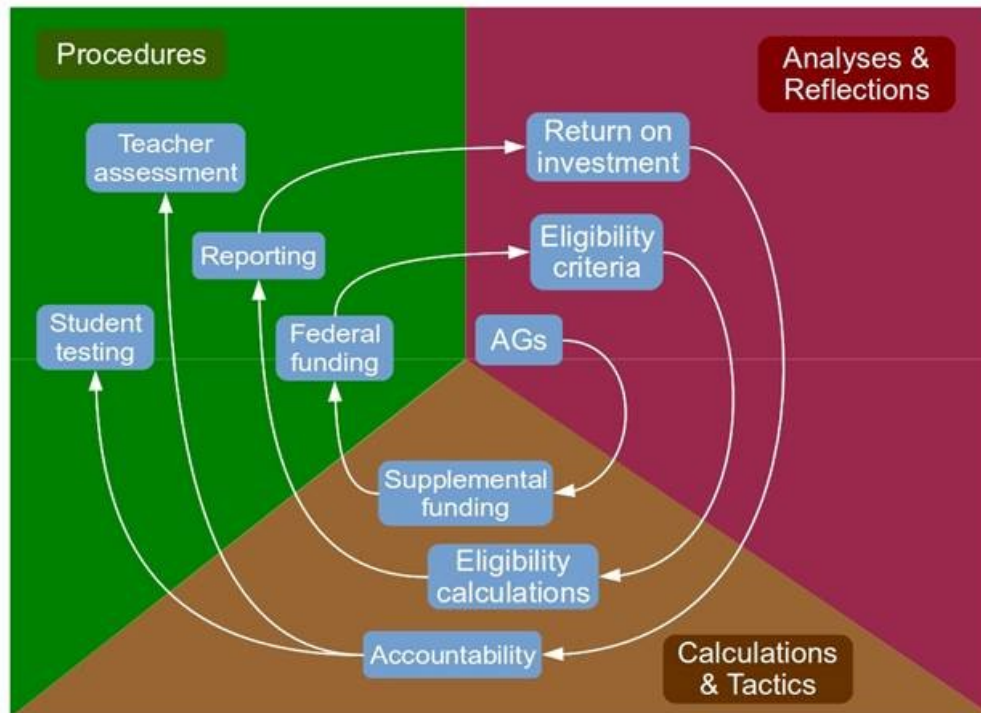 Procedures
Analyses &
Reflections
Teacher
assessment
Return on
investment
Reporting
Eligibility
criteria
Student
testing
Federal
funding
AGs
Supplemental
funding
Eligibility
calculations
Accountability
Calculations
& Tactics